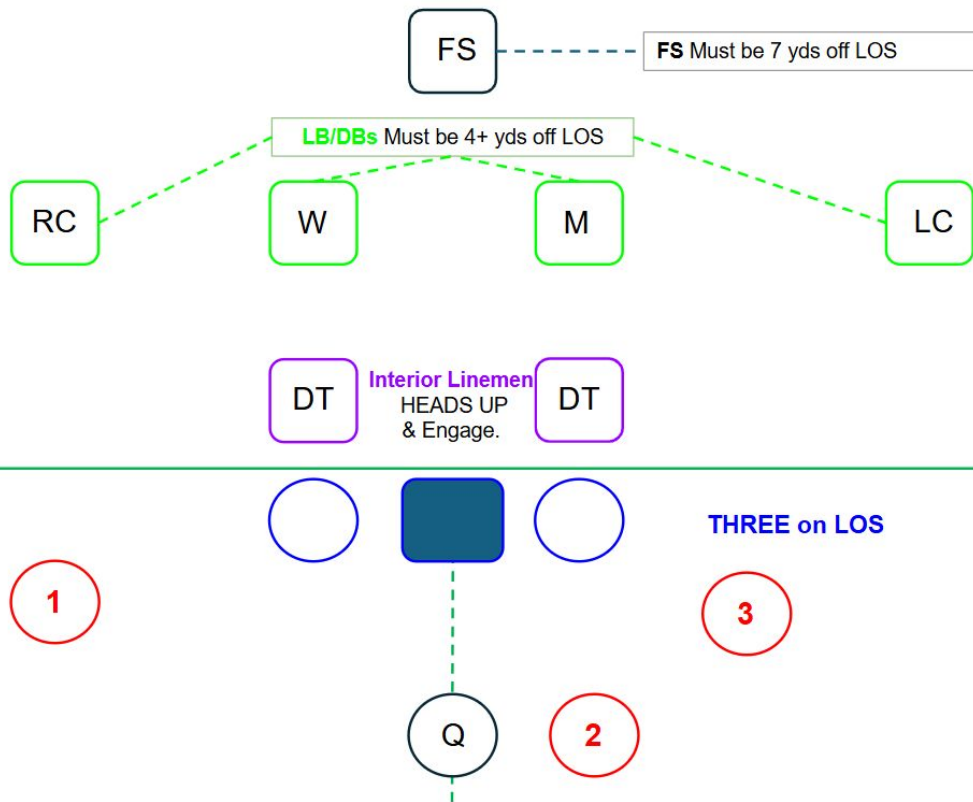 FS
FS Must be 7 yds off LOS
LB/DBs Must be 4+ yds off LOS
RC
W
M
LC
DT
Interior Linemen
HEADS UP
& Engage.
DT
THREE on LOS
1
3
Q
2